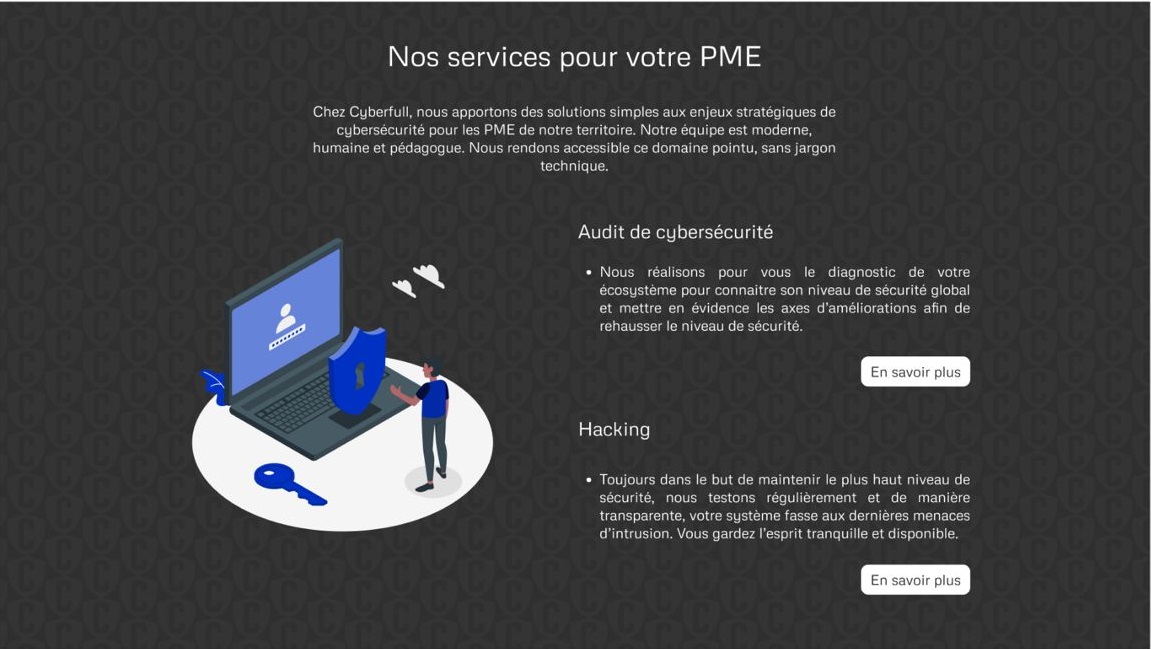 Nos services pour votre PME
Chez Cyberfull, nous apportons des solutions simples aux enjeux stratégiques de
cybersécurité pour les PME de notre territoire. Notre équipe est moderne,
humaine et pédagogue. Nous rendons accessible ce domaine pointu, sans jargon
technique.
Audit de cybersécurité
• Nous réalisons pour vous le diagnostic de votre
écosystème pour connaitre son niveau de sécurité global
et mettre en évidence les axes d'améliorations afin de
rehausser le niveau de sécurité.
En savoir plus
Hacking
• Toujours dans le but de maintenir le plus haut niveau de
sécurité, nous testons régulièrement et de manière
transparente, votre système fasse aux dernières menaces
d'intrusion. Vous gardez l'esprit tranquille et disponible.
En savoir plus